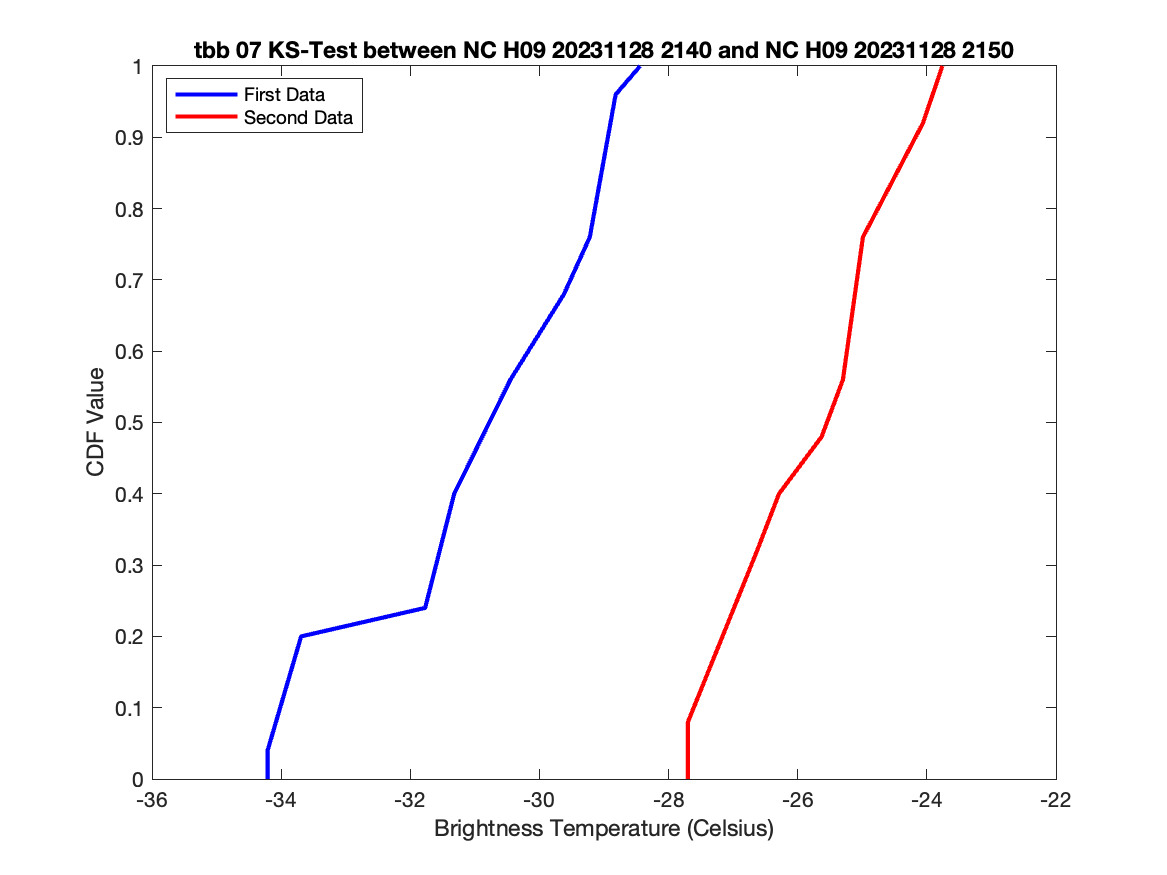 tbb 07 KS-Test between NC H09 20231128 2140 and NC H09 20231128 2150
First Data
Second Data
1
0.9
0.8
0.7
0.6
0.5
0.4
0.3
0.2
0.1
0
CDF Value
-36 -34 -32 -30 -28 -26 -24 -22
Brightness Temperature (Celsius)